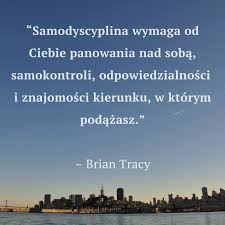 “Samodyscyplina wymaga od
Ciebie panowania nad sobą,
samokontroli, odpowiedzialności
i znajomości kierunku, w którym
podążasz.”
– Brian Tracy